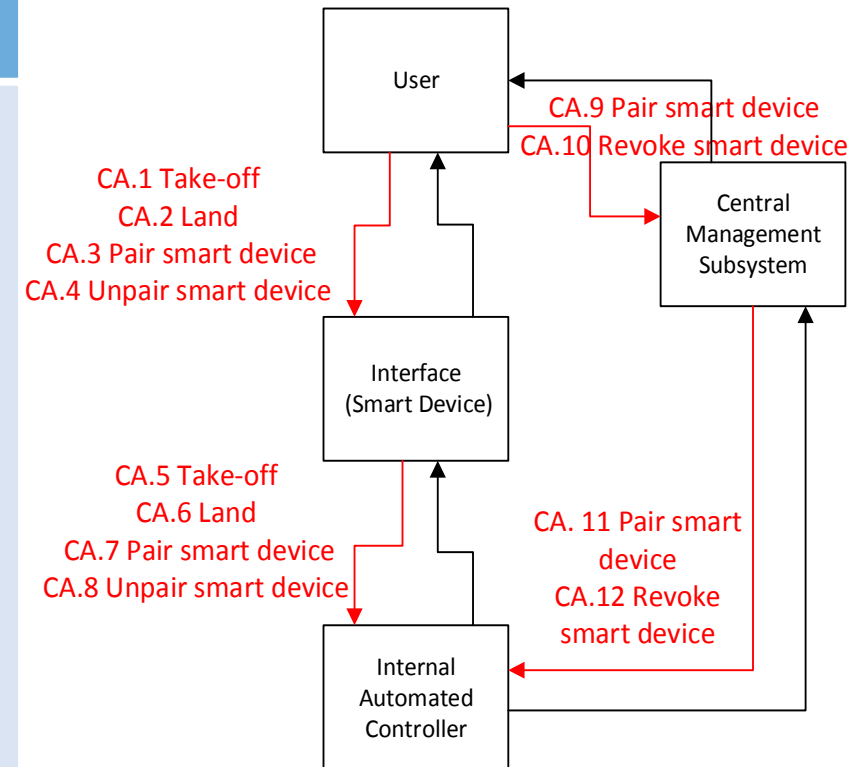 User
CA.9 Pair smart device
CA.10 Revoke smart device
CA.1 Take-off
CA.2 Land
CA.3 Pair smart device
CA.4 Unpair smart device
Central
Management
Subsystem
Interface
(Smart Device)
CA.5 Take-off
CA.6 Land
CA.7 Pair smart device
CA.8 Unpair smart device
CA. 11 Pair smart
device
CA.12 Revoke
smart device
Internal
Automated
Controller